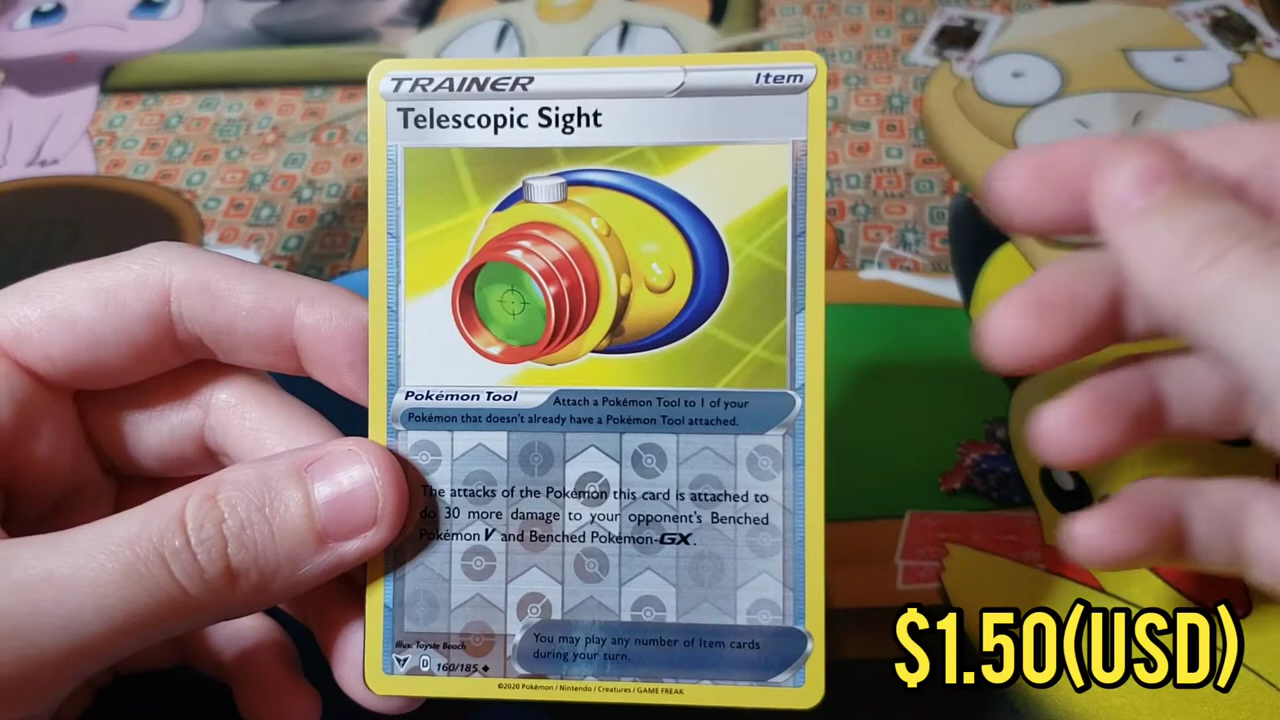 TRAINER
Item
Telescopic Sight
Pokémon Tool
Attach a Pokémon Tool to 1 of your
Pokémon that doesn't already have a Pokémon Tool attached.
The attacks of the Pokémon this card is attached to
do 30 more damage to your opponent's Benched
Pokémon V and Benched Pokémon-GX.
You may play any number of Item cards
during your turn.
Illus. Toyste Beach
D 160/185
©2020 Pokémon / Nintendo / Creatures / GAME FREAK
$1.50(USD)